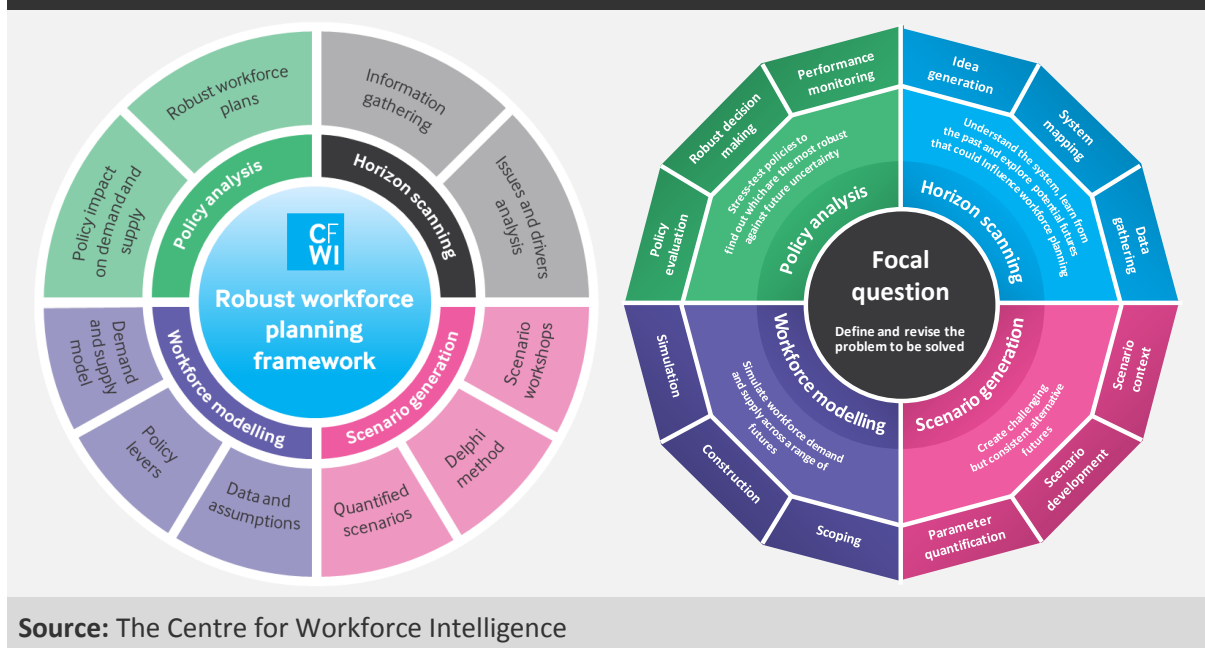 CF
WI
Robust workforce
planning
framework
Horizon scanning
Information
gathering
Issues and drivers
analysis
Scenario generation
Scenario
workshops
Delphi
method
Quantified
scenarios
Workforce modelling
Data and
assumptions
Policy
levers
Demand
and supply
model
Policy analysis
Policy impact
on demand and
supply
Robust workforce
plans
Focal
question
Define and revise the
problem to be solved
Horizon scanning
Understand the system, learn from
the past and explore potential futures
that could Influence workforce planning
Idea
generation
System
mapping
Data
gathering
Scenario generation
Create challenging
but consistent alternative
futures
Scenario
context
Scenario
development
Parameter
quantification
Workforce modelling
Simulate workforce demand
and supply across a range of
futures
Scoping
Construction
Simulation
Policy analysis
Stress-test policies to
find out which are the most robust
against future uncertainty
Policy
evaluation
Robust decision
making
Performance
monitoring
Source: The Centre for Workforce Intelligence